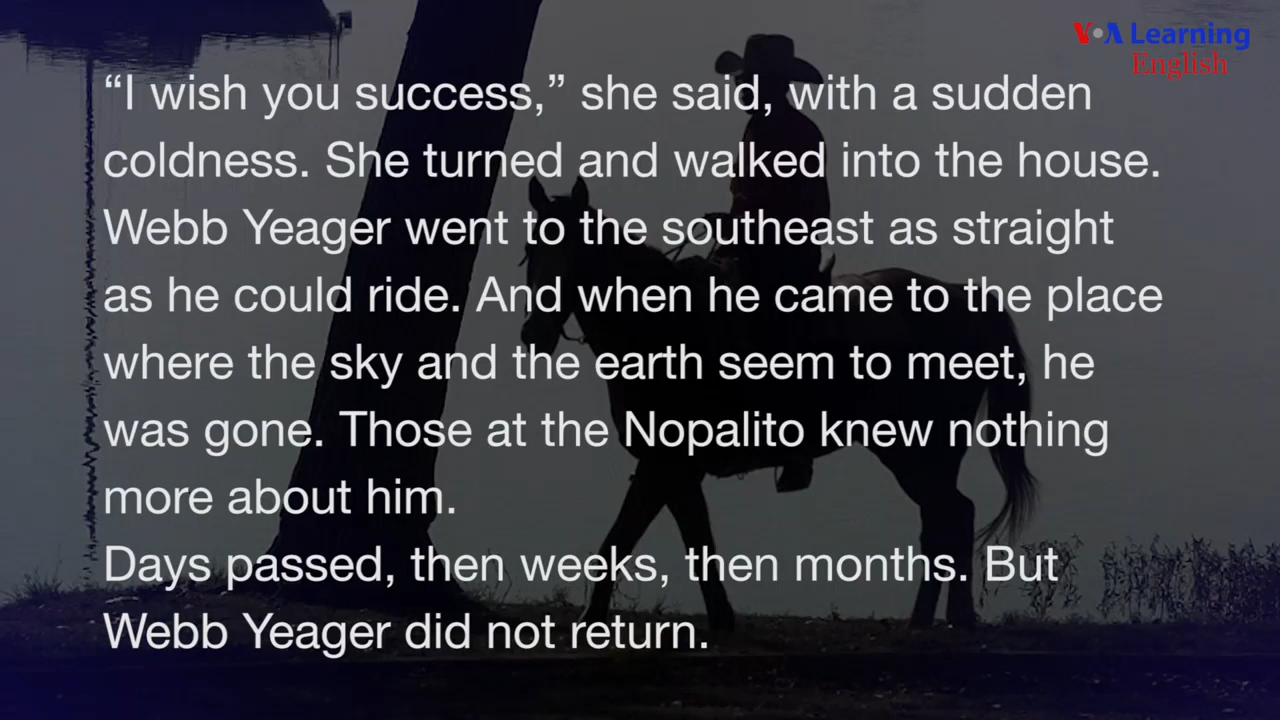 VOA Learning
English
“I wish you success,” she said, with a sudden
coldness. She turned and walked into the house.
Webb Yeager went to the southeast as straight
as he could ride. And when he came to the place
where the sky and the earth seem to meet, he
was gone. Those at the Nopalito knew nothing
more about him.
Days passed, then weeks, then months. But
Webb Yeager did not return.